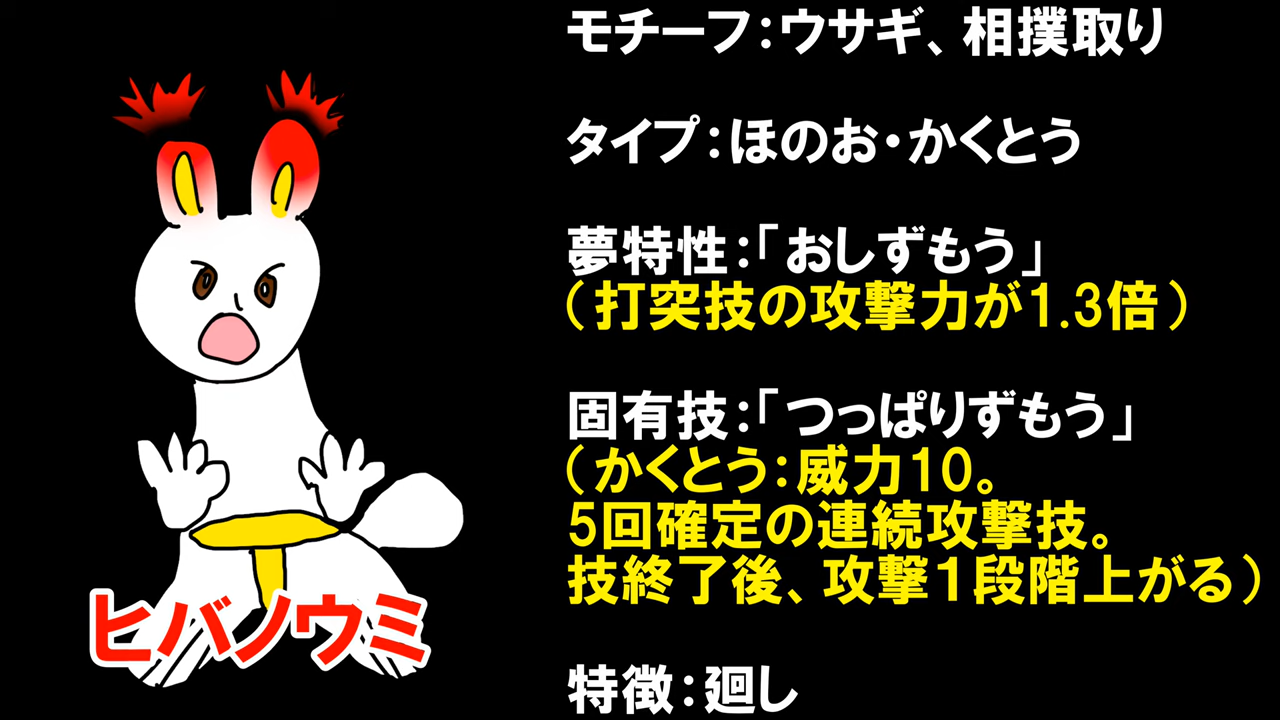 モチーフ：ウサギ、相撲取り
タイプ：ほのお・かくとう
夢特性：「おしずもう」
（打突技の攻撃力が1.3倍）
固有技：「つっぱりずもう」
（かくとう：威力10。
5回確定の連続攻撃技。
技終了後、攻撃１段階上がる）
特徴：廻し
ヒバノウミ